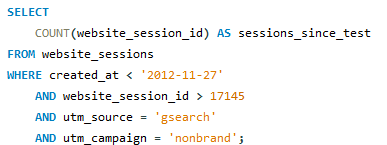 SELECT
    COUNT(website_session_id) AS sessions_since_test
FROM website_sessions
WHERE created_at < '2012-11-27'
    AND website_session_id > 17145
    AND utm_source = 'gsearch'
    AND utm_campaign = 'nonbrand';